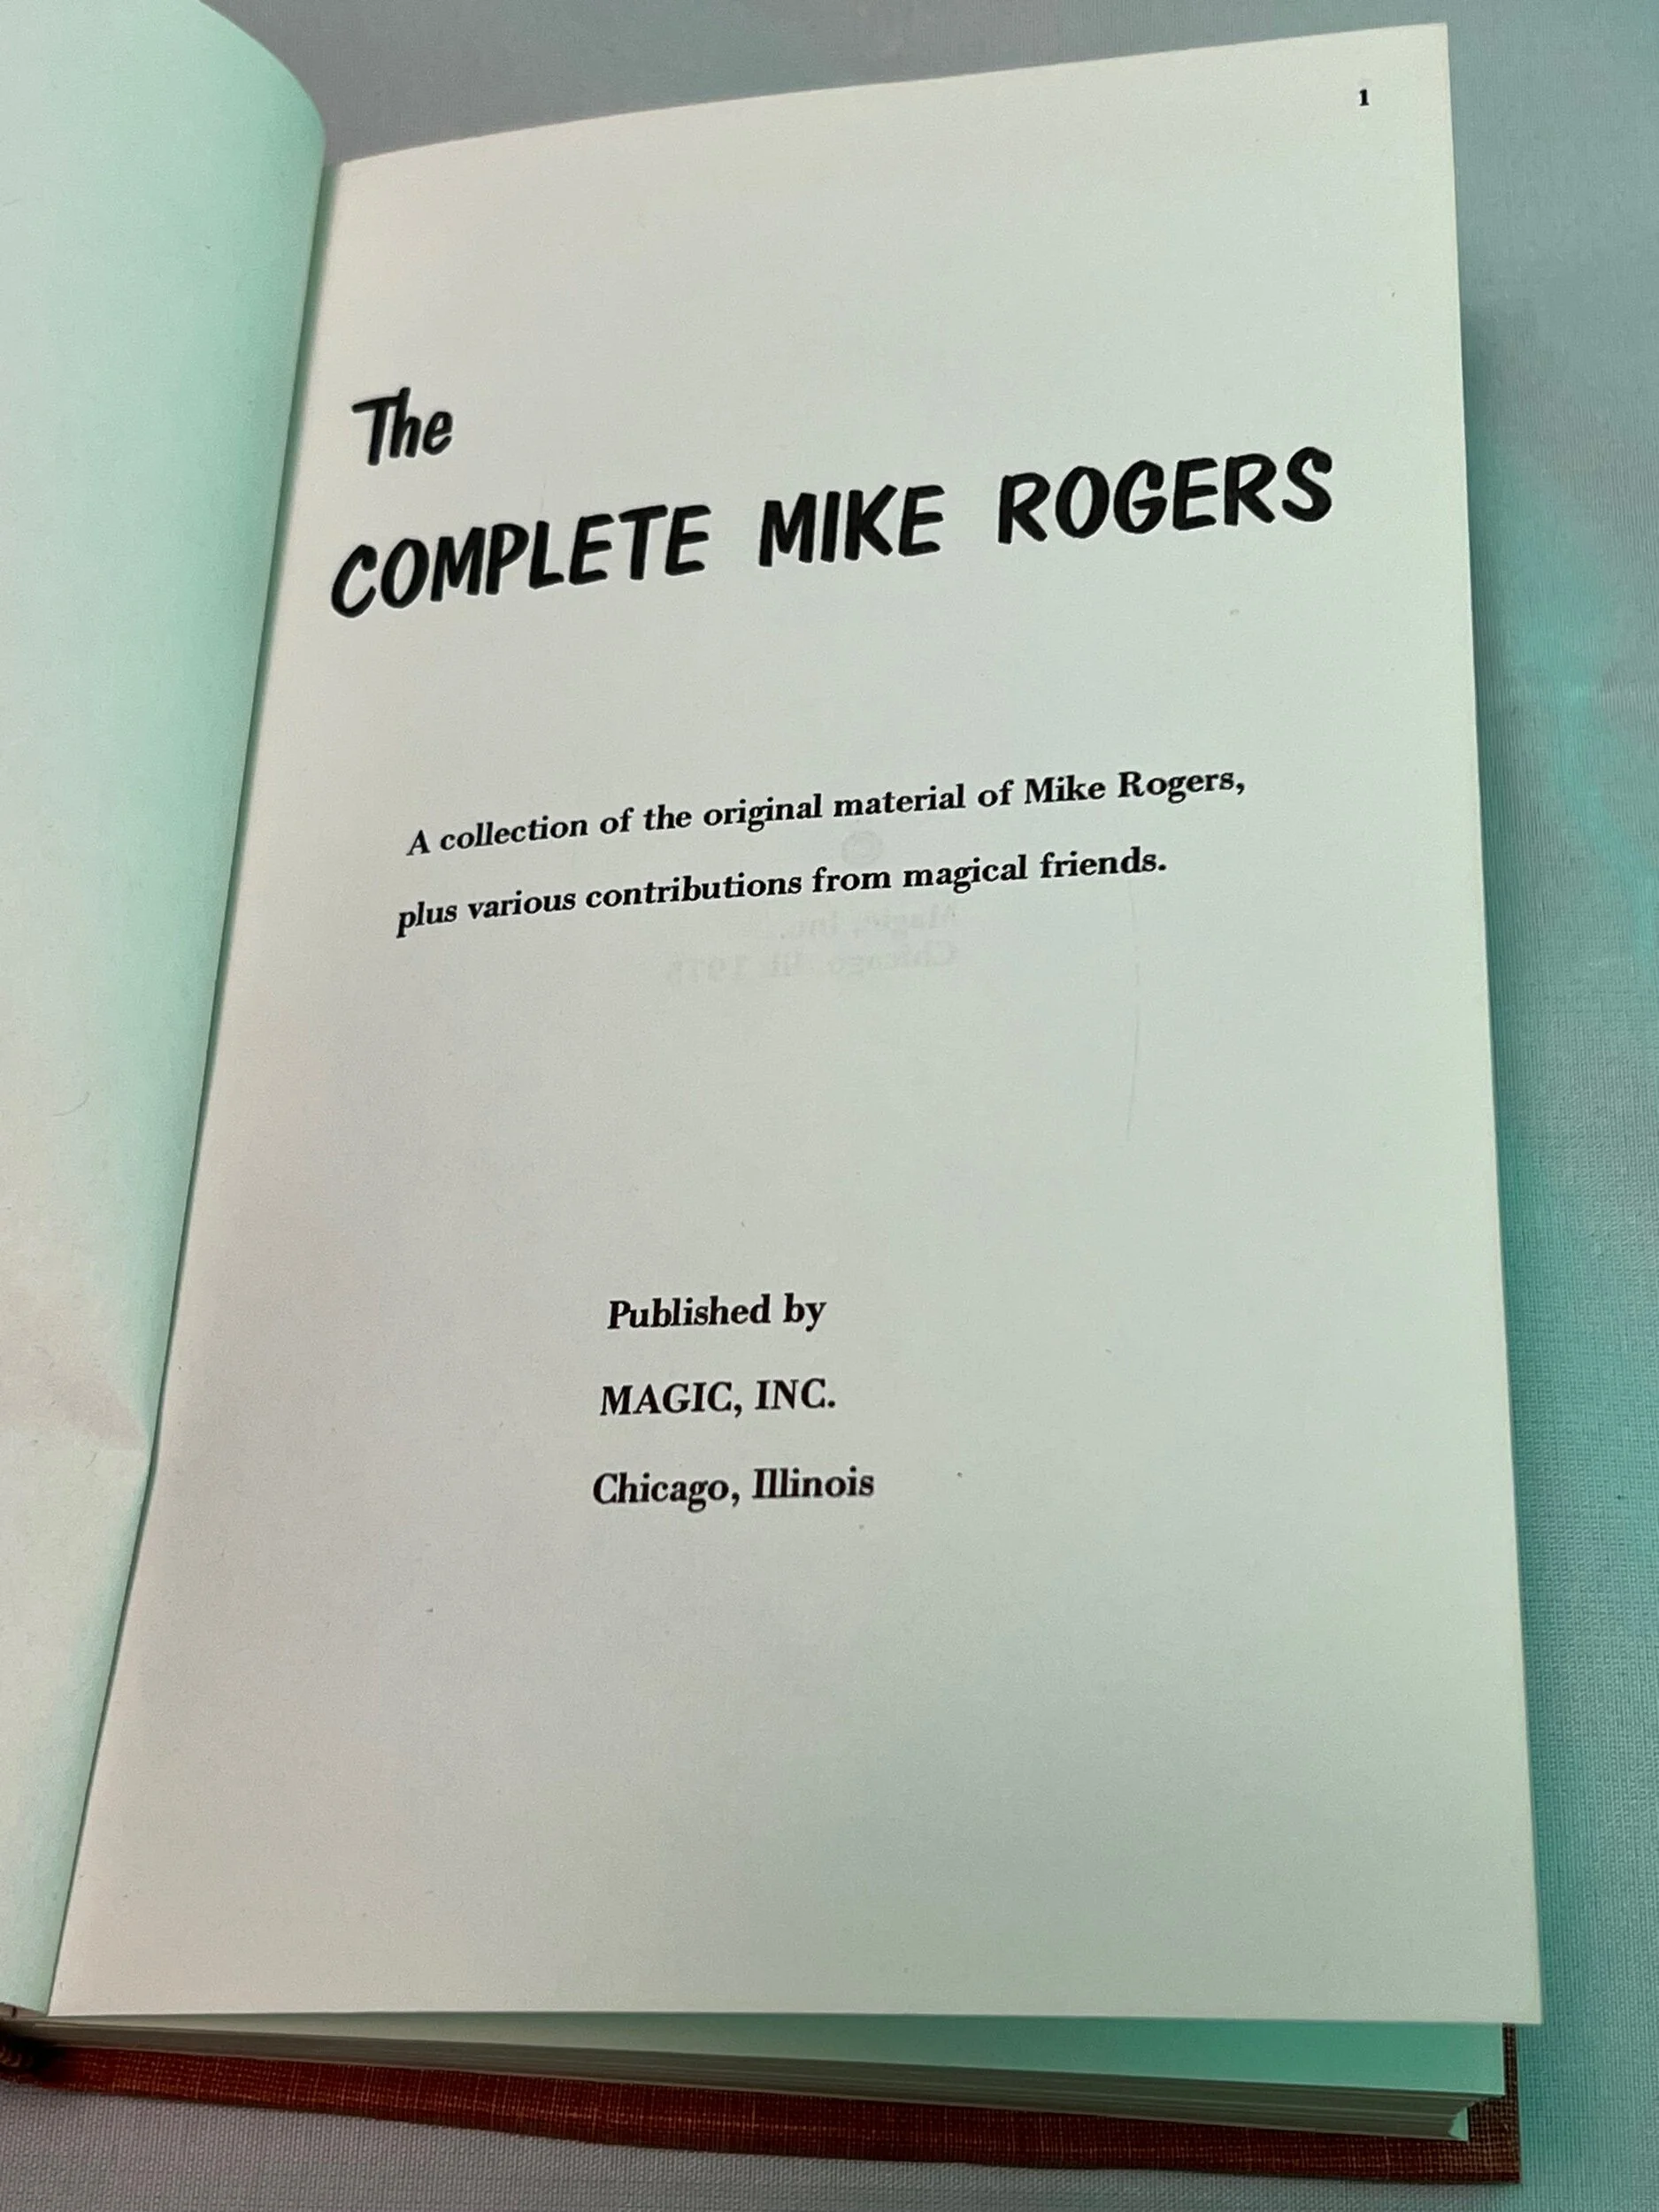 1
The
COMPLETE MIKE ROGERS
A collection of the original material of Mike Rogers,
plus various contributions from magical friends.
Published by
MAGIC, INC.
Chicago, Illinois